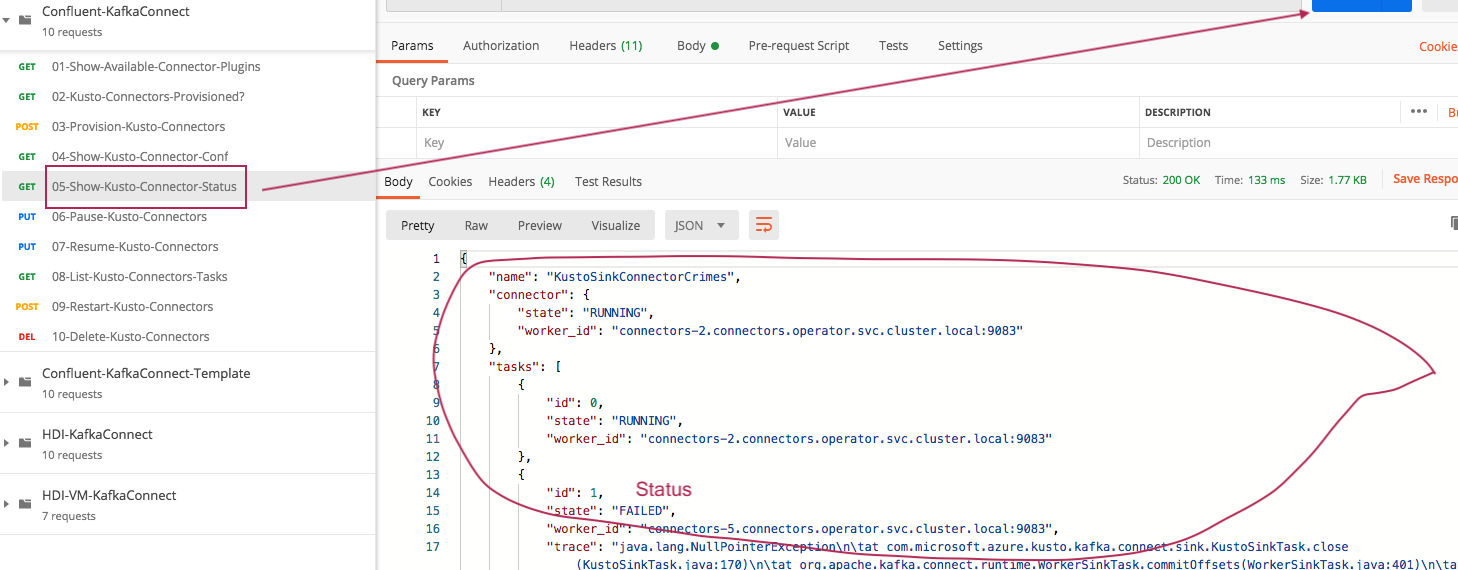 Confluent-KafkaConnect
10 requests
GET 01-Show-Available-Connector-Plugins
GET 02-Kusto-Connectors-Provisioned?
POST 03-Provision-Kusto-Connectors
GET 04-Show-Kusto-Connector-Conf
GET 05-Show-Kusto-Connector-Status
PUT 06-Pause-Kusto-Connectors
PUT 07-Resume-Kusto-Connectors
GET 08-List-Kusto-Connectors-Tasks
POST 09-Restart-Kusto-Connectors
DEL 10-Delete-Kusto-Connectors
Confluent-KafkaConnect-Template
10 requests
HDI-KafkaConnect
10 requests
HDI-VM-KafkaConnect
7 requests
Params Authorization Headers (11) Body Pre-request Script Tests Settings Cookie
Query Params
KEY VALUE DESCRIPTION ••• B
Key Value Description
Body Cookies Headers (4) Test Results Status: 200 OK Time: 133 ms Size: 1.77 KB Save Respo
Pretty Raw Preview Visualize JSON
1 {
2 "name": "KustoSinkConnectorCrimes",
3 "connector": {
4 "state": "RUNNING",
5 "worker_id": "connectors-2.connectors.operator.svc.cluster.local:9083"
6 },
7 "tasks": [
8 {
9 "id": 0,
10 "state": "RUNNING",
11 "worker_id": "connectors-2.connectors.operator.svc.cluster.local:9083"
12 },
13 {
14 "id": 1,
Status
15 "state": "FAILED",
16 "worker_id": "connectors-5.connectors.operator.svc.cluster.local:9083",
17 "trace": "java.lang.NullPointerException\n\tat com.microsoft.azure.kusto.kafka.connect.sink.KustoSinkTask.close
(KustoSinkTask.java:170)\n\tat org.apache.kafka.connect.runtime.WorkerSinkTask.commitOffsets(WorkerSinkTask.java:401)\n\ta